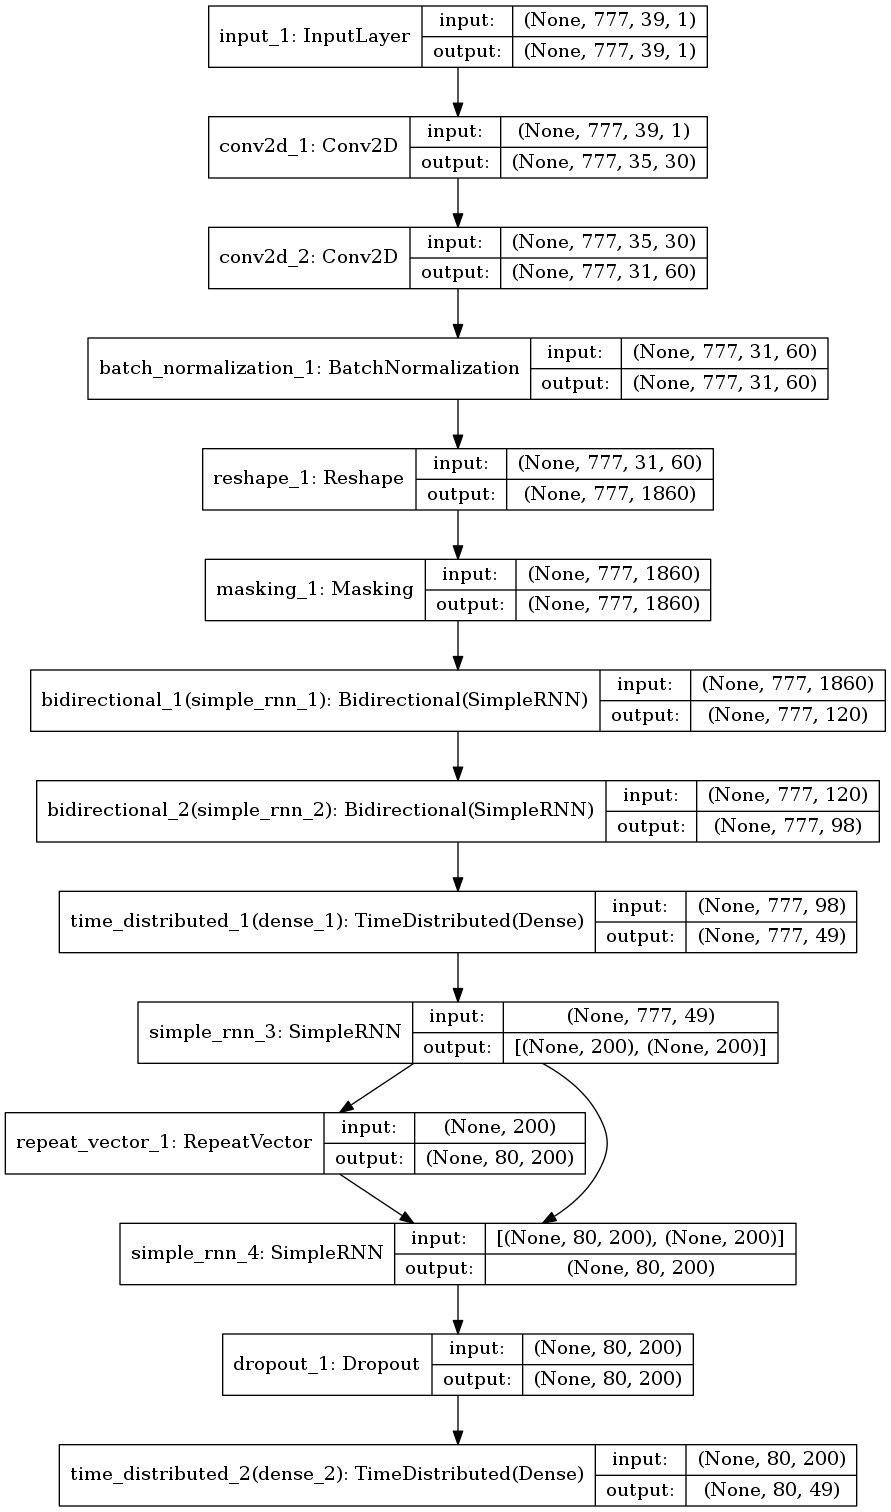 input_1: InputLayer
input: (None, 777, 39, 1)
output: (None, 777, 39, 1)
conv2d_1: Conv2D
input: (None, 777, 39, 1)
output: (None, 777, 35, 30)
conv2d_2: Conv2D
input: (None, 777, 35, 30)
output: (None, 777, 31, 60)
batch_normalization_1: BatchNormalization
input: (None, 777, 31, 60)
output: (None, 777, 31, 60)
reshape_1: Reshape
input: (None, 777, 31, 60)
output: (None, 777, 1860)
masking_1: Masking
input: (None, 777, 1860)
output: (None, 777, 1860)
bidirectional_1(simple_rnn_1): Bidirectional(SimpleRNN)
input: (None, 777, 1860)
output: (None, 777, 120)
bidirectional_2(simple_rnn_2): Bidirectional(SimpleRNN)
input: (None, 777, 120)
output: (None, 777, 98)
time_distributed_1(dense_1): TimeDistributed(Dense)
input: (None, 777, 98)
output: (None, 777, 49)
simple_rnn_3: SimpleRNN
input: (None, 777, 49)
output: [(None, 200), (None, 200)]
repeat_vector_1: RepeatVector
input: (None, 200)
output: (None, 80, 200)
simple_rnn_4: SimpleRNN
input: [(None, 80, 200), (None, 200)]
output: (None, 80, 200)
dropout_1: Dropout
input: (None, 80, 200)
output: (None, 80, 200)
time_distributed_2(dense_2): TimeDistributed(Dense)
input: (None, 80, 200)
output: (None, 80, 49)